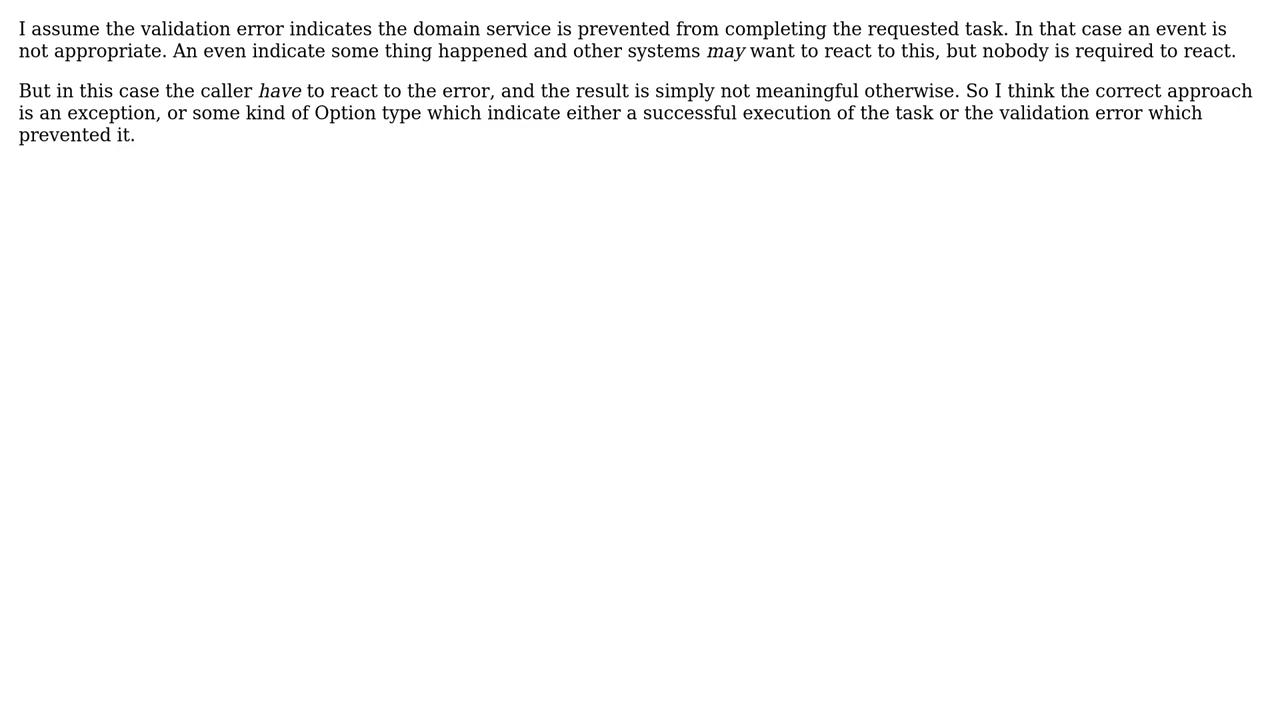 I assume the validation error indicates the domain service is prevented from completing the requested task. In that case an event is
not appropriate. An even indicate some thing happened and other systems may want to react to this, but nobody is required to react.
But in this case the caller have to react to the error, and the result is simply not meaningful otherwise. So I think the correct approach
is an exception, or some kind of Option type which indicate either a successful execution of the task or the validation error which
prevented it.